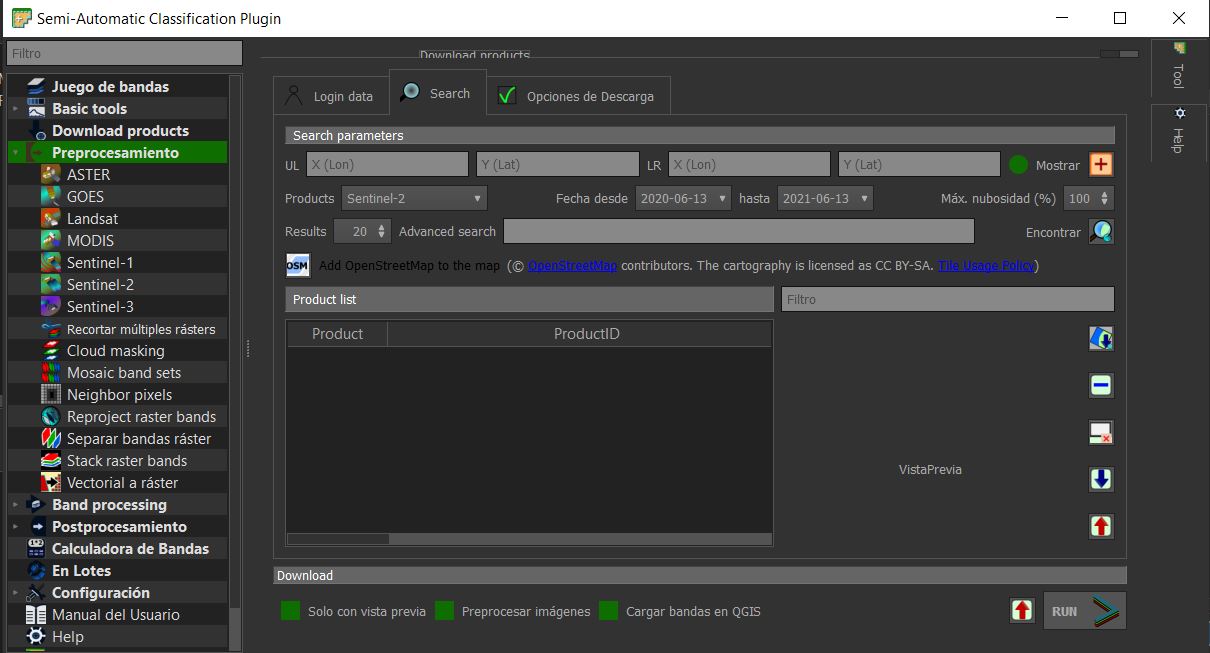 Semi-Automatic Classification Plugin
Filtro
Juego de bandas
Basic tools
Download products
Preprocesamiento
ASTER
GOES
Landsat
MODIS
Sentinel-1
Sentinel-2
Sentinel-3
Recortar múltiples rásters
Cloud masking
Mosaic band sets
Neighbor pixels
Reproject raster bands
Separar bandas ráster
Stack raster bands
Vectorial a ráster
Band processing
Postprocesamiento
Calculadora de Bandas
En Lotes
Configuración
Manual del Usuario
Help
Download products
Login data
Search
Opciones de Descarga
Search parameters
UL X (Lon) Y (Lat) LR X (Lon) Y (Lat) Mostrar
Products Sentinel-2 Fecha desde 2020-06-13 hasta 2021-06-13 Máx. nubosidad (%) 100
Results 20 Advanced search Encontrar
OSM Add OpenStreetMap to the map (© OpenStreetMap contributors. The cartography is licensed as CC BY-SA. Tile Usage Policy)
Product list Filtro
Product ProductID
VistaPrevia
Download
Solo con vista previa Preprocesar imágenes Cargar bandas en QGIS RUN
Tool
Help